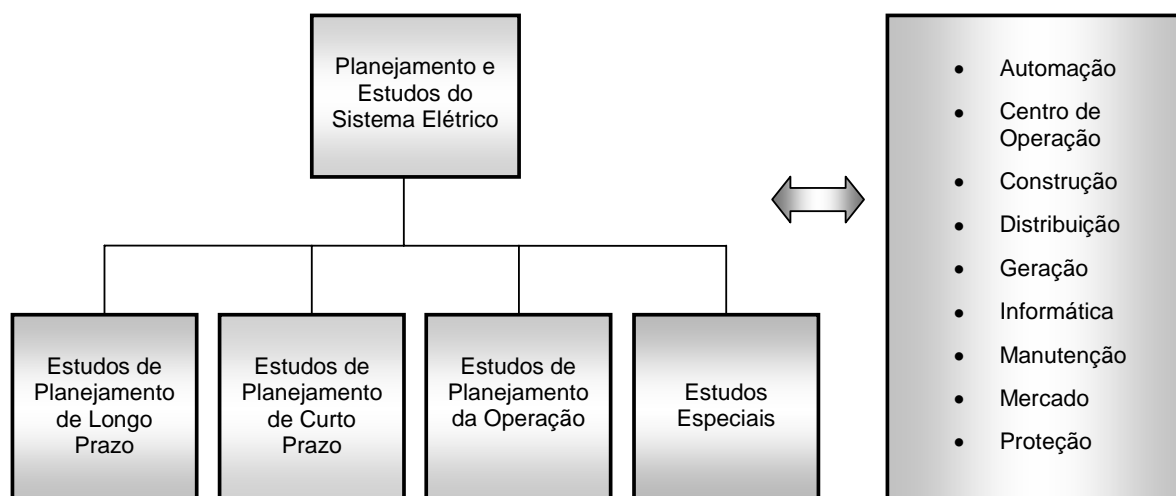 Planejamento e
Estudos do
Sistema Elétrico
Estudos de
Planejamento
de Longo
Prazo
Estudos de
Planejamento
de Curto
Prazo
Estudos de
Planejamento
da Operação
Estudos
Especiais
• Automação
• Centro de
Operação
• Construção
• Distribuição
• Geração
• Informática
• Manutenção
• Mercado
• Proteção